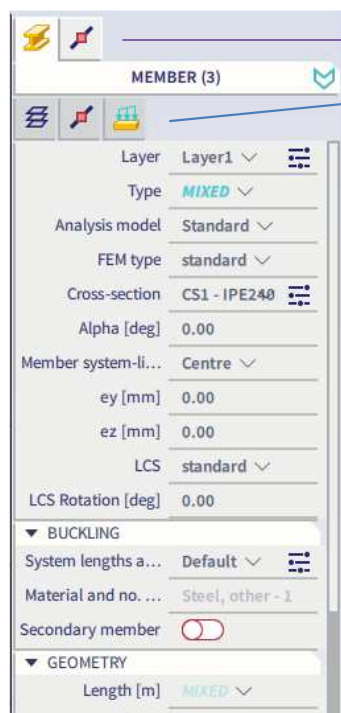 MEMBER (3)
Layer Layer1
Type MIXED
Analysis model Standard
FEM type standard
Cross-section CS1 - IPE240
Alpha [deg] 0.00
Member system-li... Centre
ey [mm] 0.00
ez [mm] 0.00
LCS standard
LCS Rotation [deg] 0.00
BUCKLING
System lengths a... Default
Material and no. ... Steel, other - 1
Secondary member
GEOMETRY
Length [m] MIXED